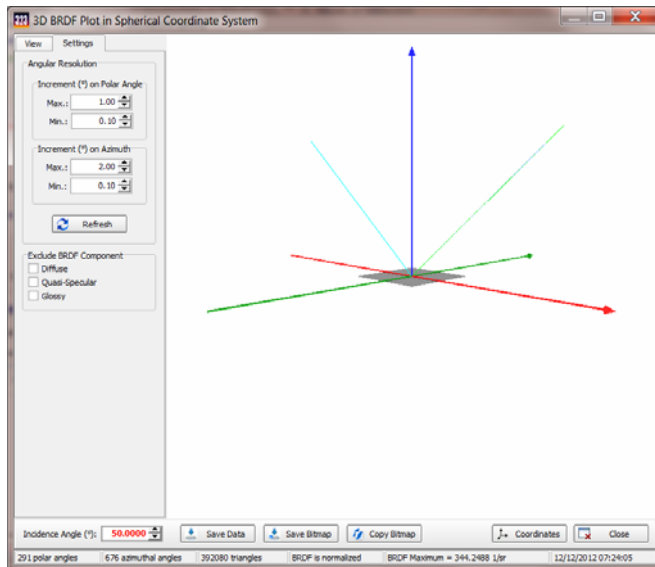 3D BRDF Plot in Spherical Coordinate System
View Settings
Angular Resolution
Increment (°) on Polar Angle
Max.: 1.00
Min.: 0.10
Increment (°) on Azimuth
Max.: 2.00
Min.: 0.10
Refresh
Exclude BRDF Component
Diffuse
Quasi-Specular
Glossy
Incidence Angle (°): 50.0000 Save Data Save Bitmap Copy Bitmap Coordinates Close
291 polar angles 676 azimuthal angles 392080 triangles BRDF is normalized BRDF Maximum = 344.2488 1/sr 12/12/2012 07:24:05